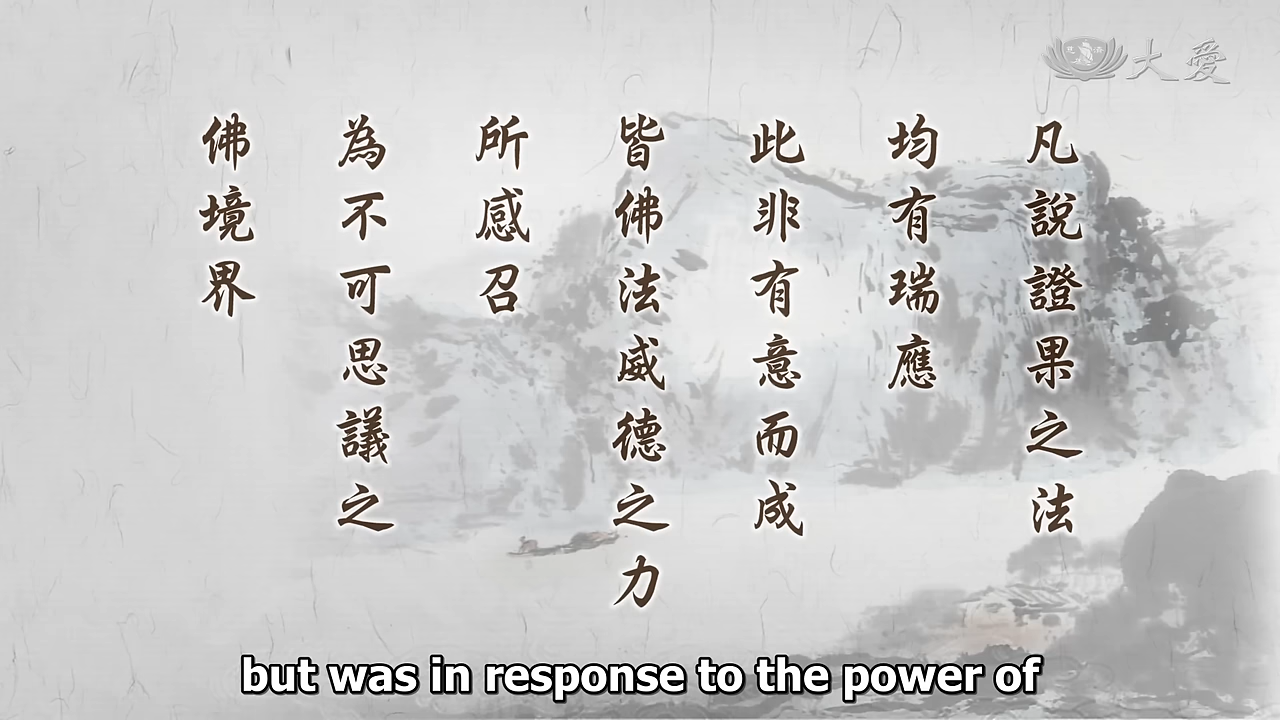 大愛
凡說證果之法
均有瑞應
此非有意而成
皆佛法威德之力
所感召
為不可思議之
佛境界
but was in response to the power of